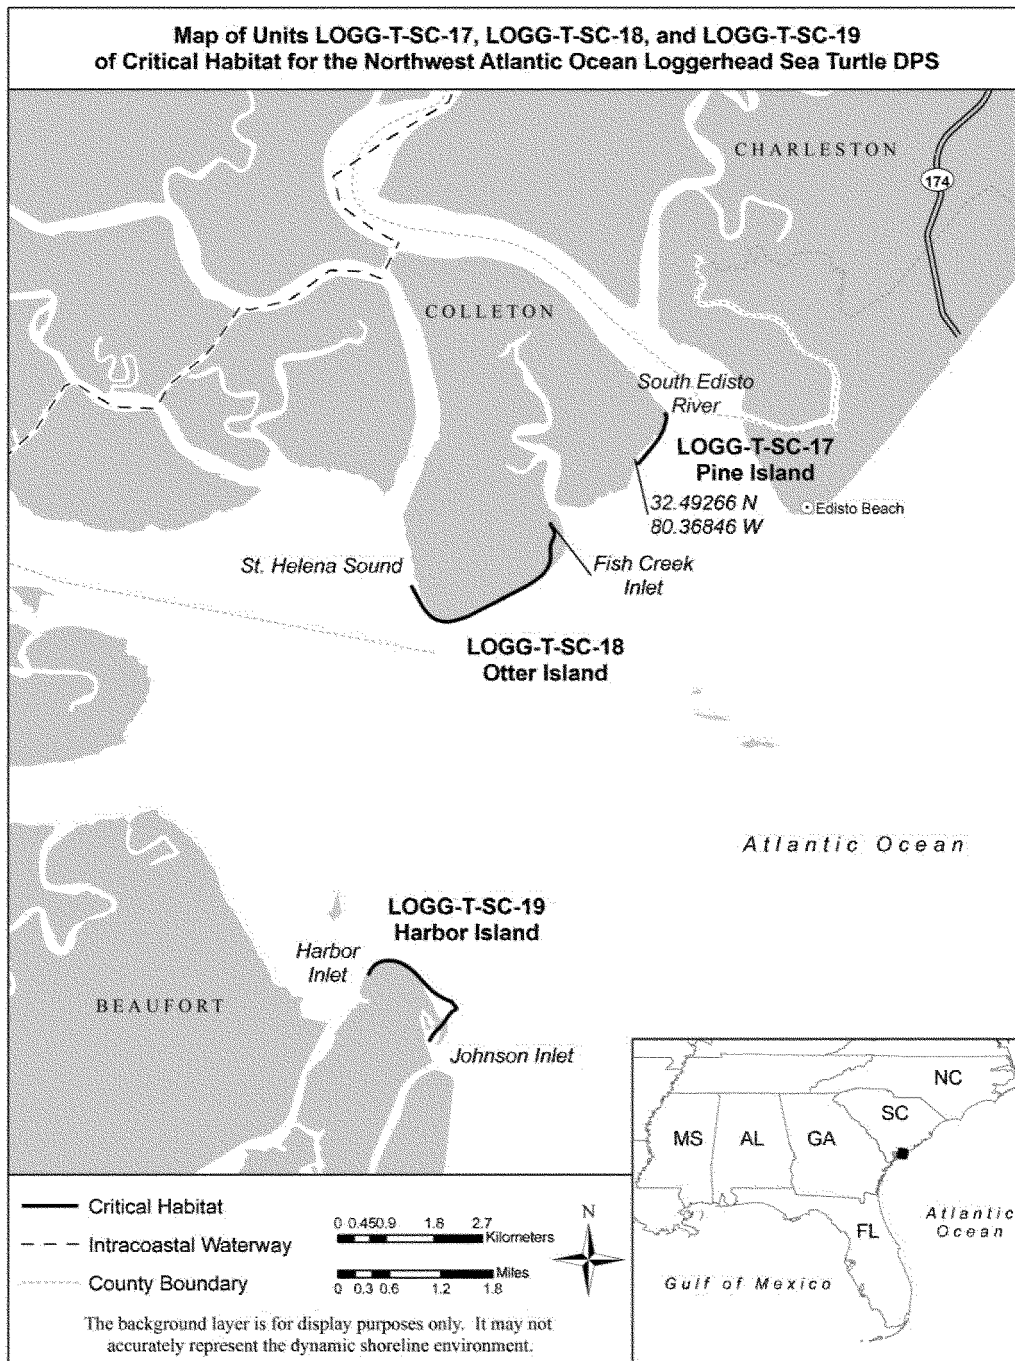 Map of Units LOGG-T-SC-17, LOGG-T-SC-18, and LOGG-T-SC-19
of Critical Habitat for the Northwest Atlantic Ocean Loggerhead Sea Turtle DPS
CHARLESTON
174
COLLETON
South Edisto
River
LOGG-T-SC-17
Pine Island
32.49266 N
80.36846 W
Edisto Beach
St. Helena Sound
Fish Creek
Inlet
LOGG-T-SC-18
Otter Island
Atlantic Ocean
LOGG-T-SC-19
Harbor Island
Harbor
Inlet
BEAUFORT
Johnson Inlet
NC
SC
MS
AL
GA
FL
Atlantic
Ocean
Gulf of Mexico
Critical Habitat
Intracoastal Waterway
County Boundary
0 0.45 0.9 1.8 2.7
Kilometers
Miles
0 0.3 0.6 1.2 1.8
N
The background layer is for display purposes only. It may not
accurately represent the dynamic shoreline environment.